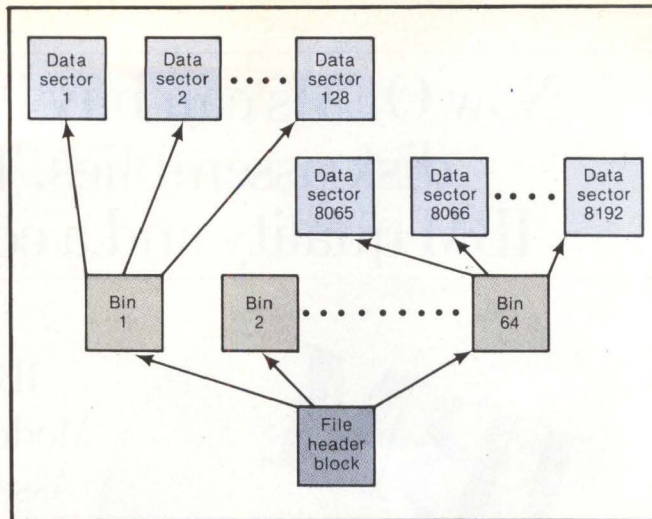 Data
sector
1
Data
sector
2
Data
sector
128
Data
sector
8065
Data
sector
8066
Data
sector
8192
Bin
1
Bin
2
Bin
64
File
header
block